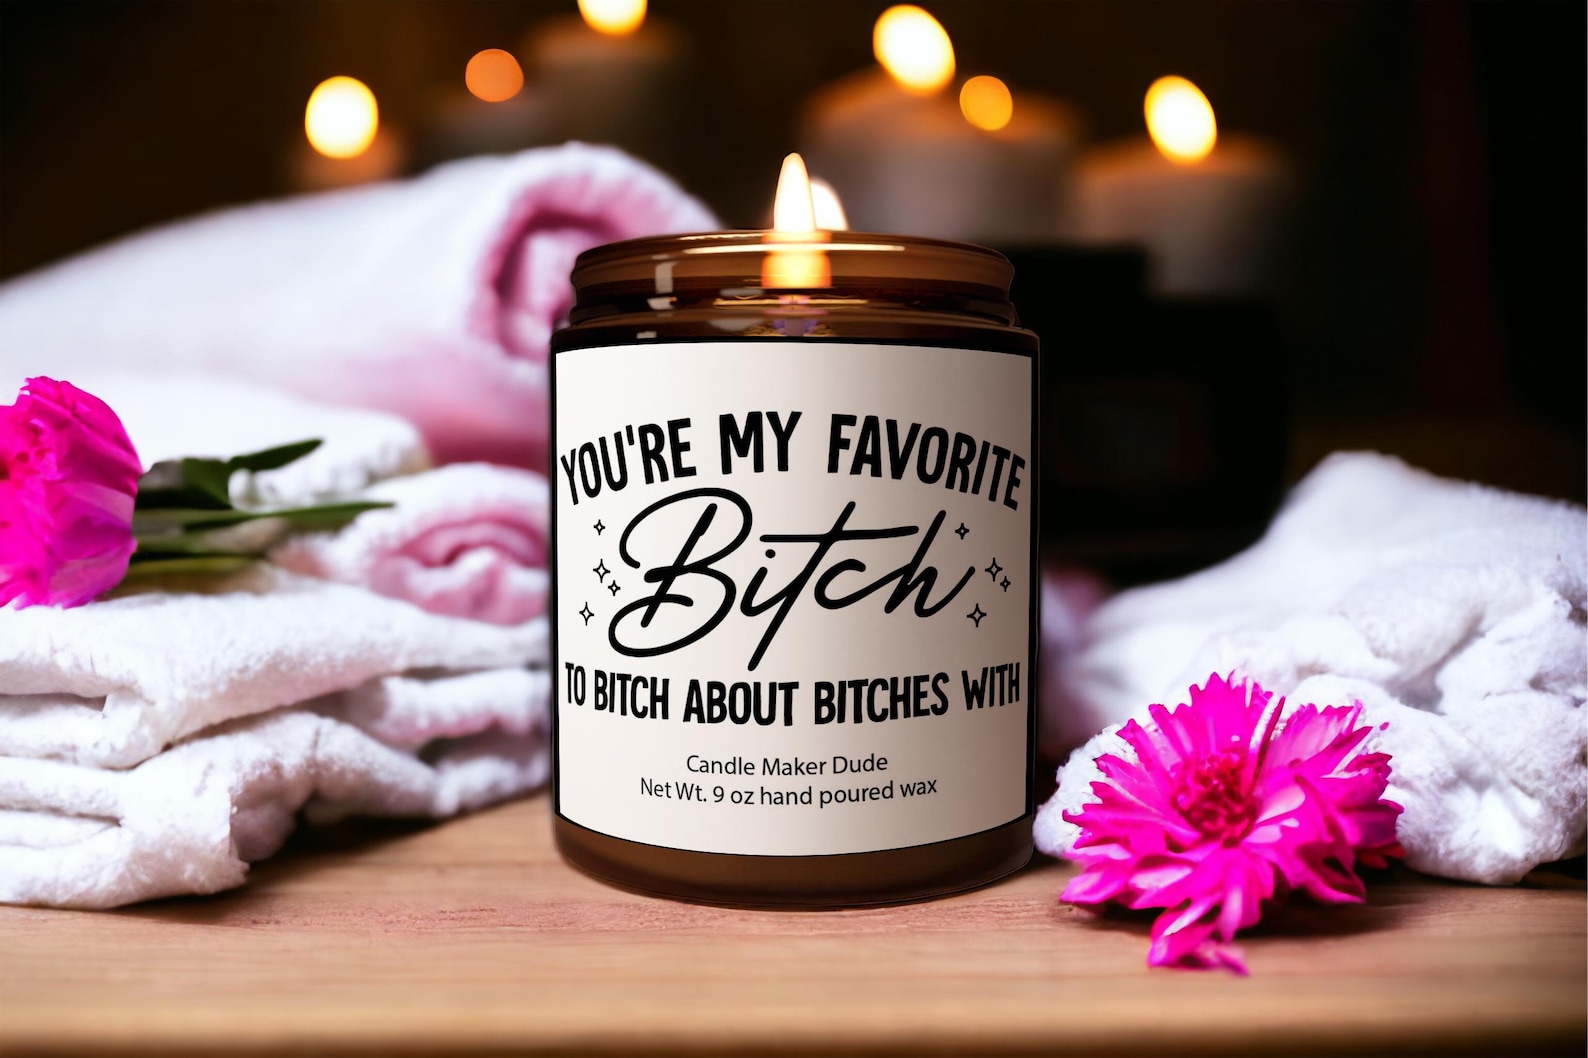 YOU'RE MY FAVORITE
Bitch
TO BITCH ABOUT BITCHES WITH
Candle Maker Dude
Net Wt. 9 oz hand poured wax